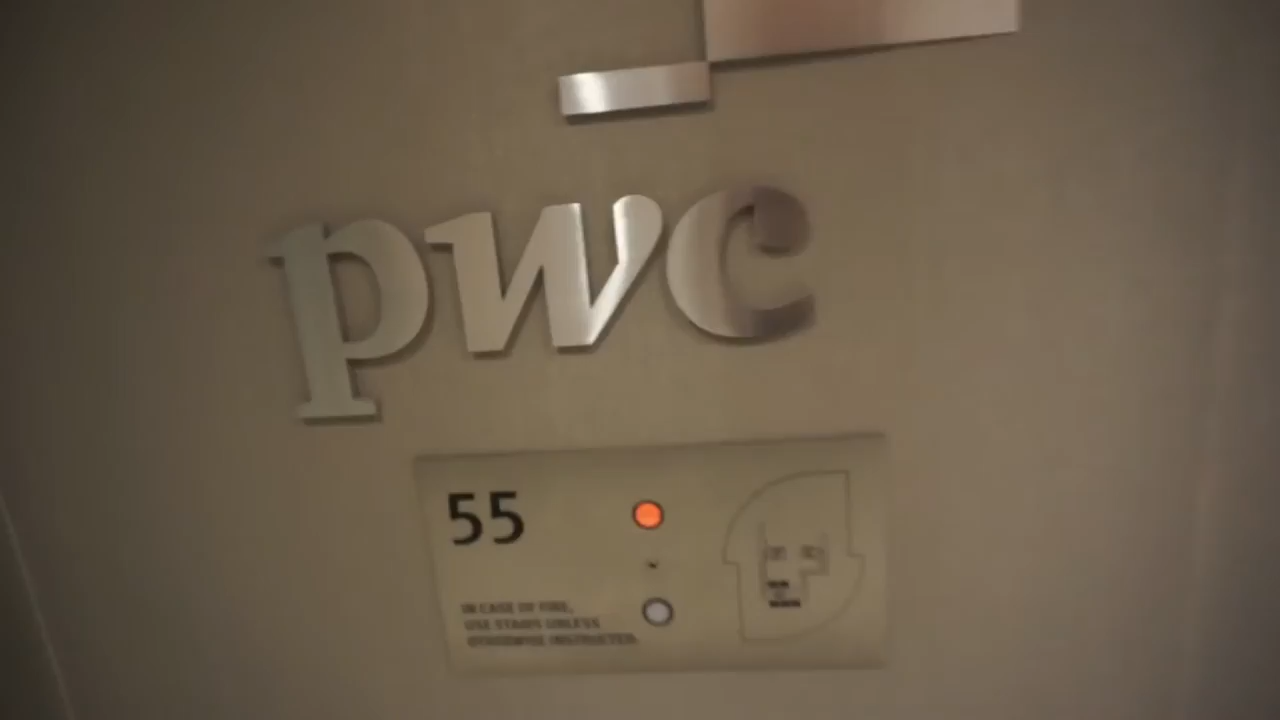 pwc
55
IN CASE OF FIRE,
USE STAIRS UNLESS
OTHERWISE INSTRUCTED.